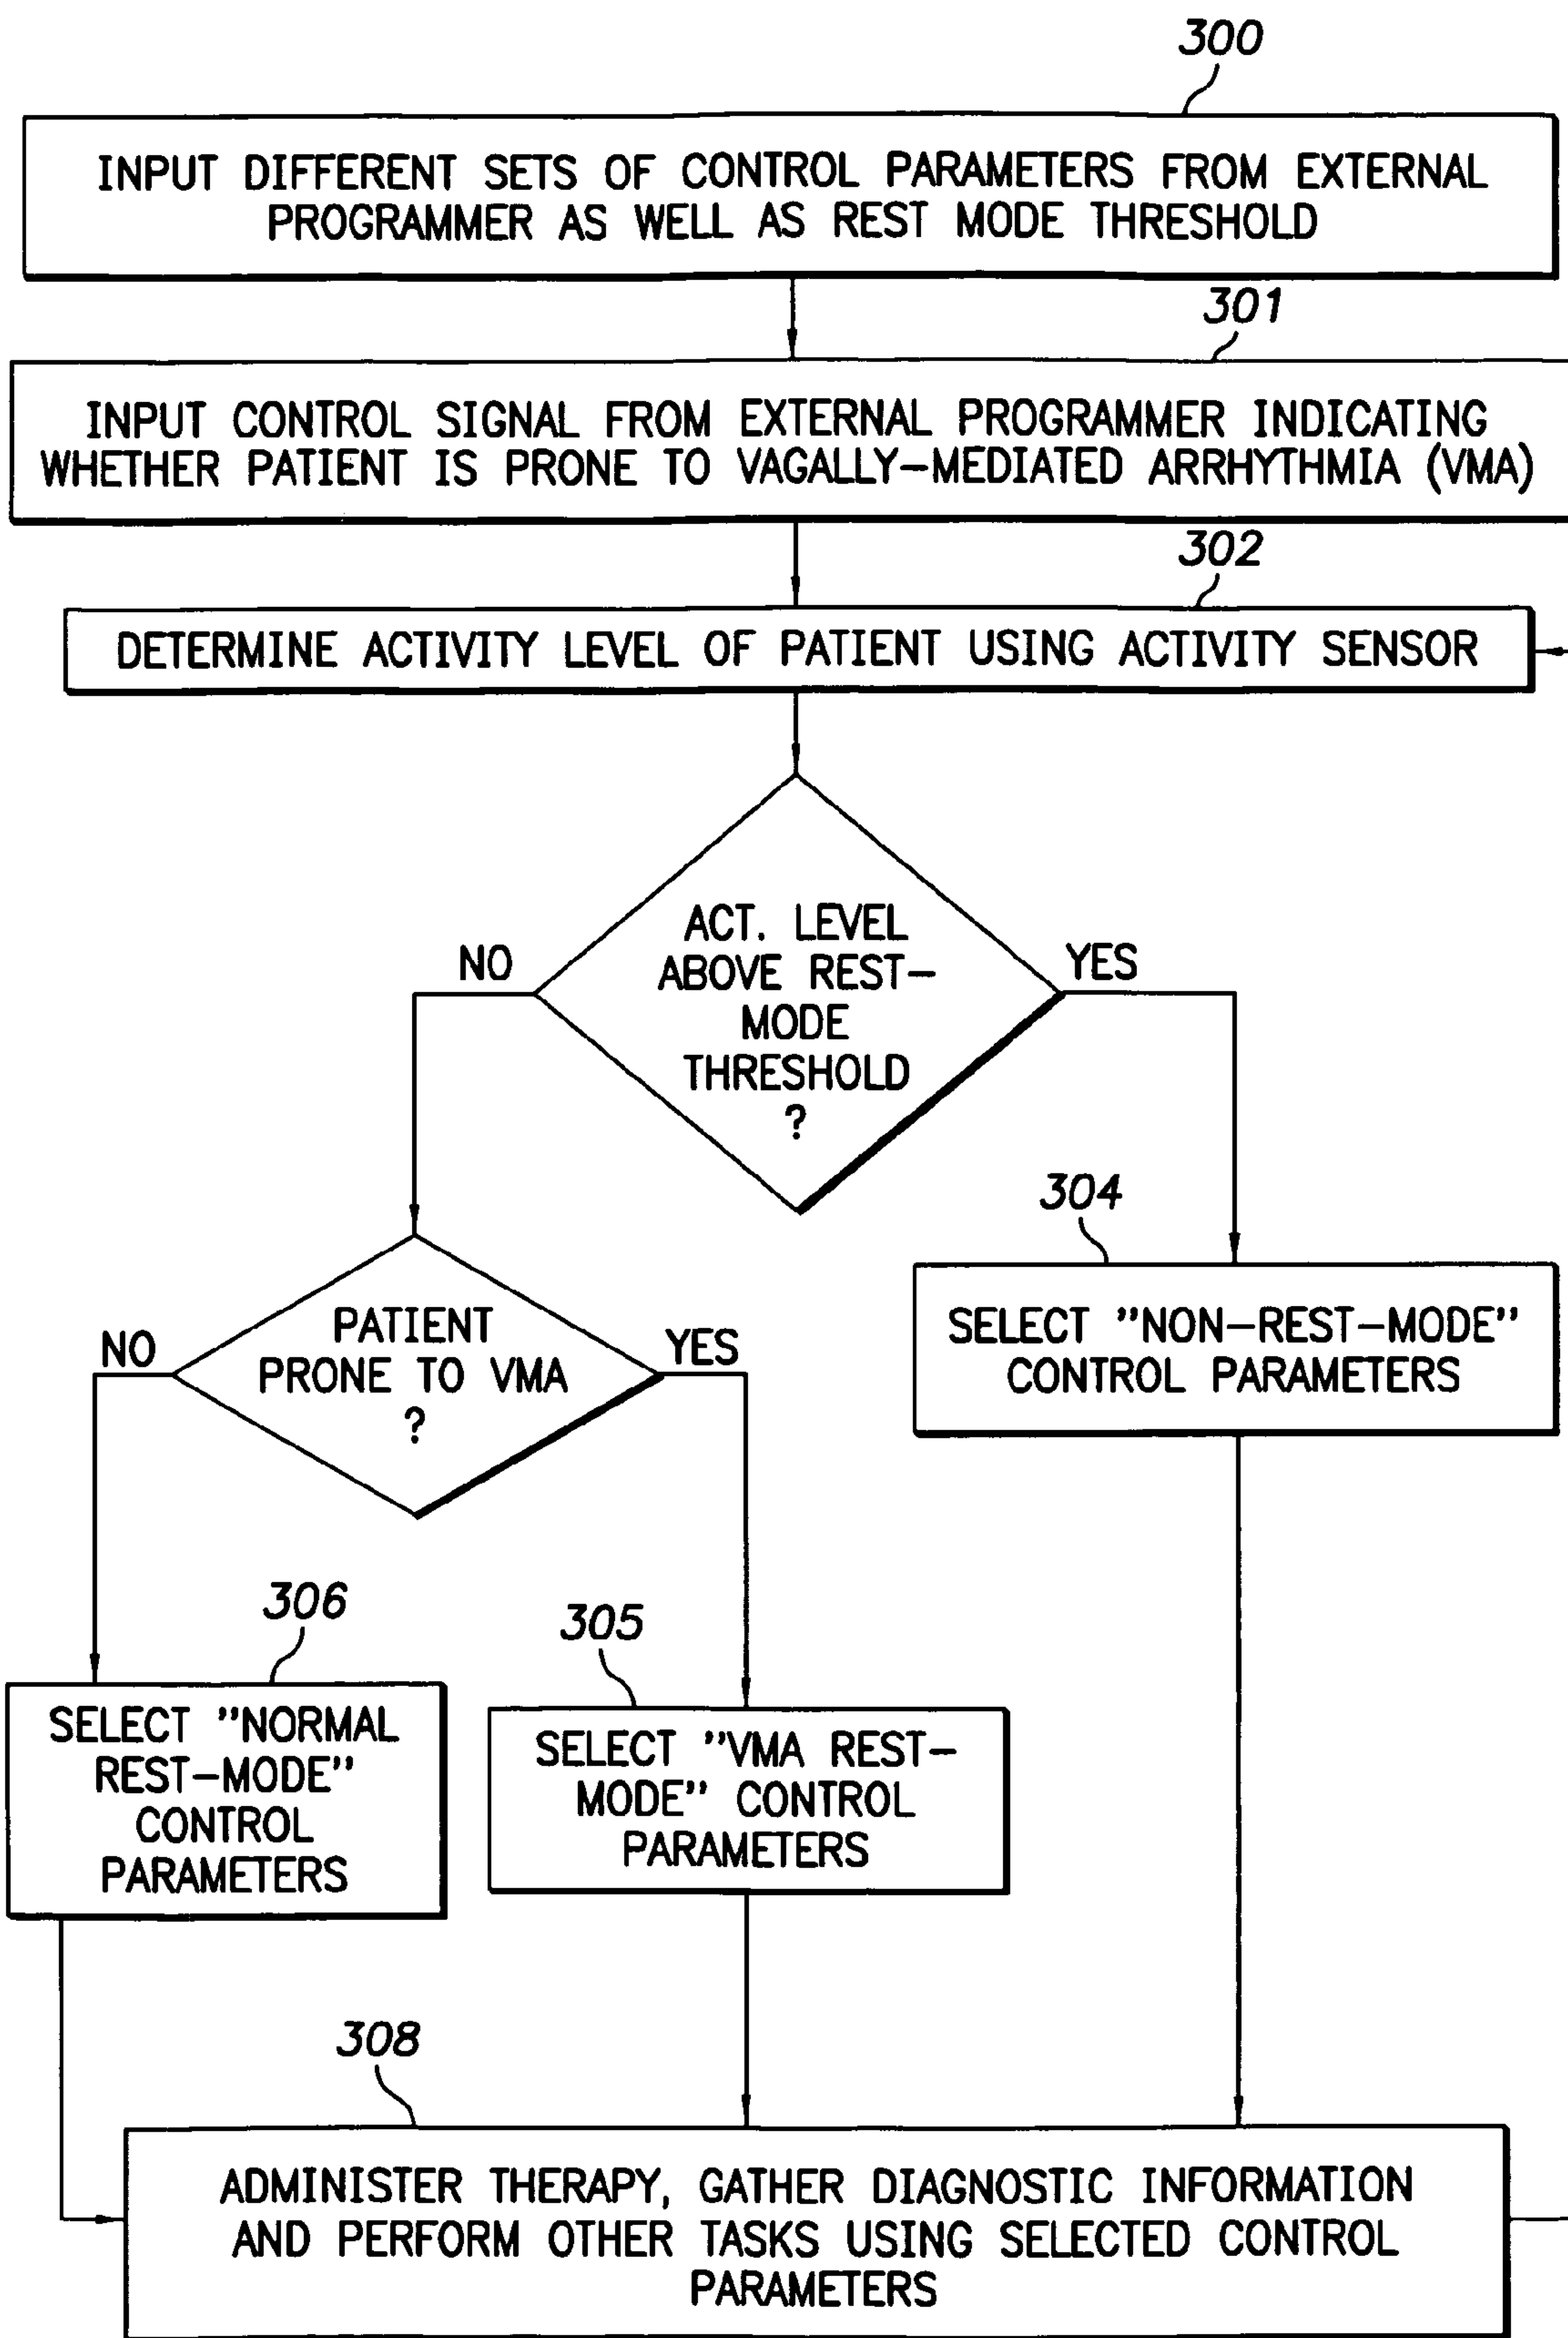 300
INPUT DIFFERENT SETS OF CONTROL PARAMETERS FROM EXTERNAL
PROGRAMMER AS WELL AS REST MODE THRESHOLD
301
INPUT CONTROL SIGNAL FROM EXTERNAL PROGRAMMER INDICATING
WHETHER PATIENT IS PRONE TO VAGALLY-MEDIATED ARRHYTHMIA (VMA)
302
DETERMINE ACTIVITY LEVEL OF PATIENT USING ACTIVITY SENSOR
ACT. LEVEL
ABOVE REST-
MODE
THRESHOLD
?
NO
YES
304
SELECT "NON-REST-MODE"
CONTROL PARAMETERS
PATIENT
PRONE TO VMA
?
NO
YES
306
SELECT "NORMAL
REST-MODE"
CONTROL
PARAMETERS
305
SELECT "VMA REST-
MODE" CONTROL
PARAMETERS
308
ADMINISTER THERAPY, GATHER DIAGNOSTIC INFORMATION
AND PERFORM OTHER TASKS USING SELECTED CONTROL
PARAMETERS